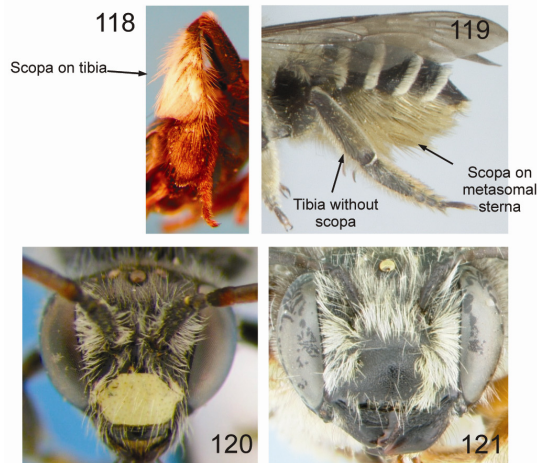 118
Scopa on tibia
119
Tibia without
scopa
Scopa on
metasomal
sterna
120
121